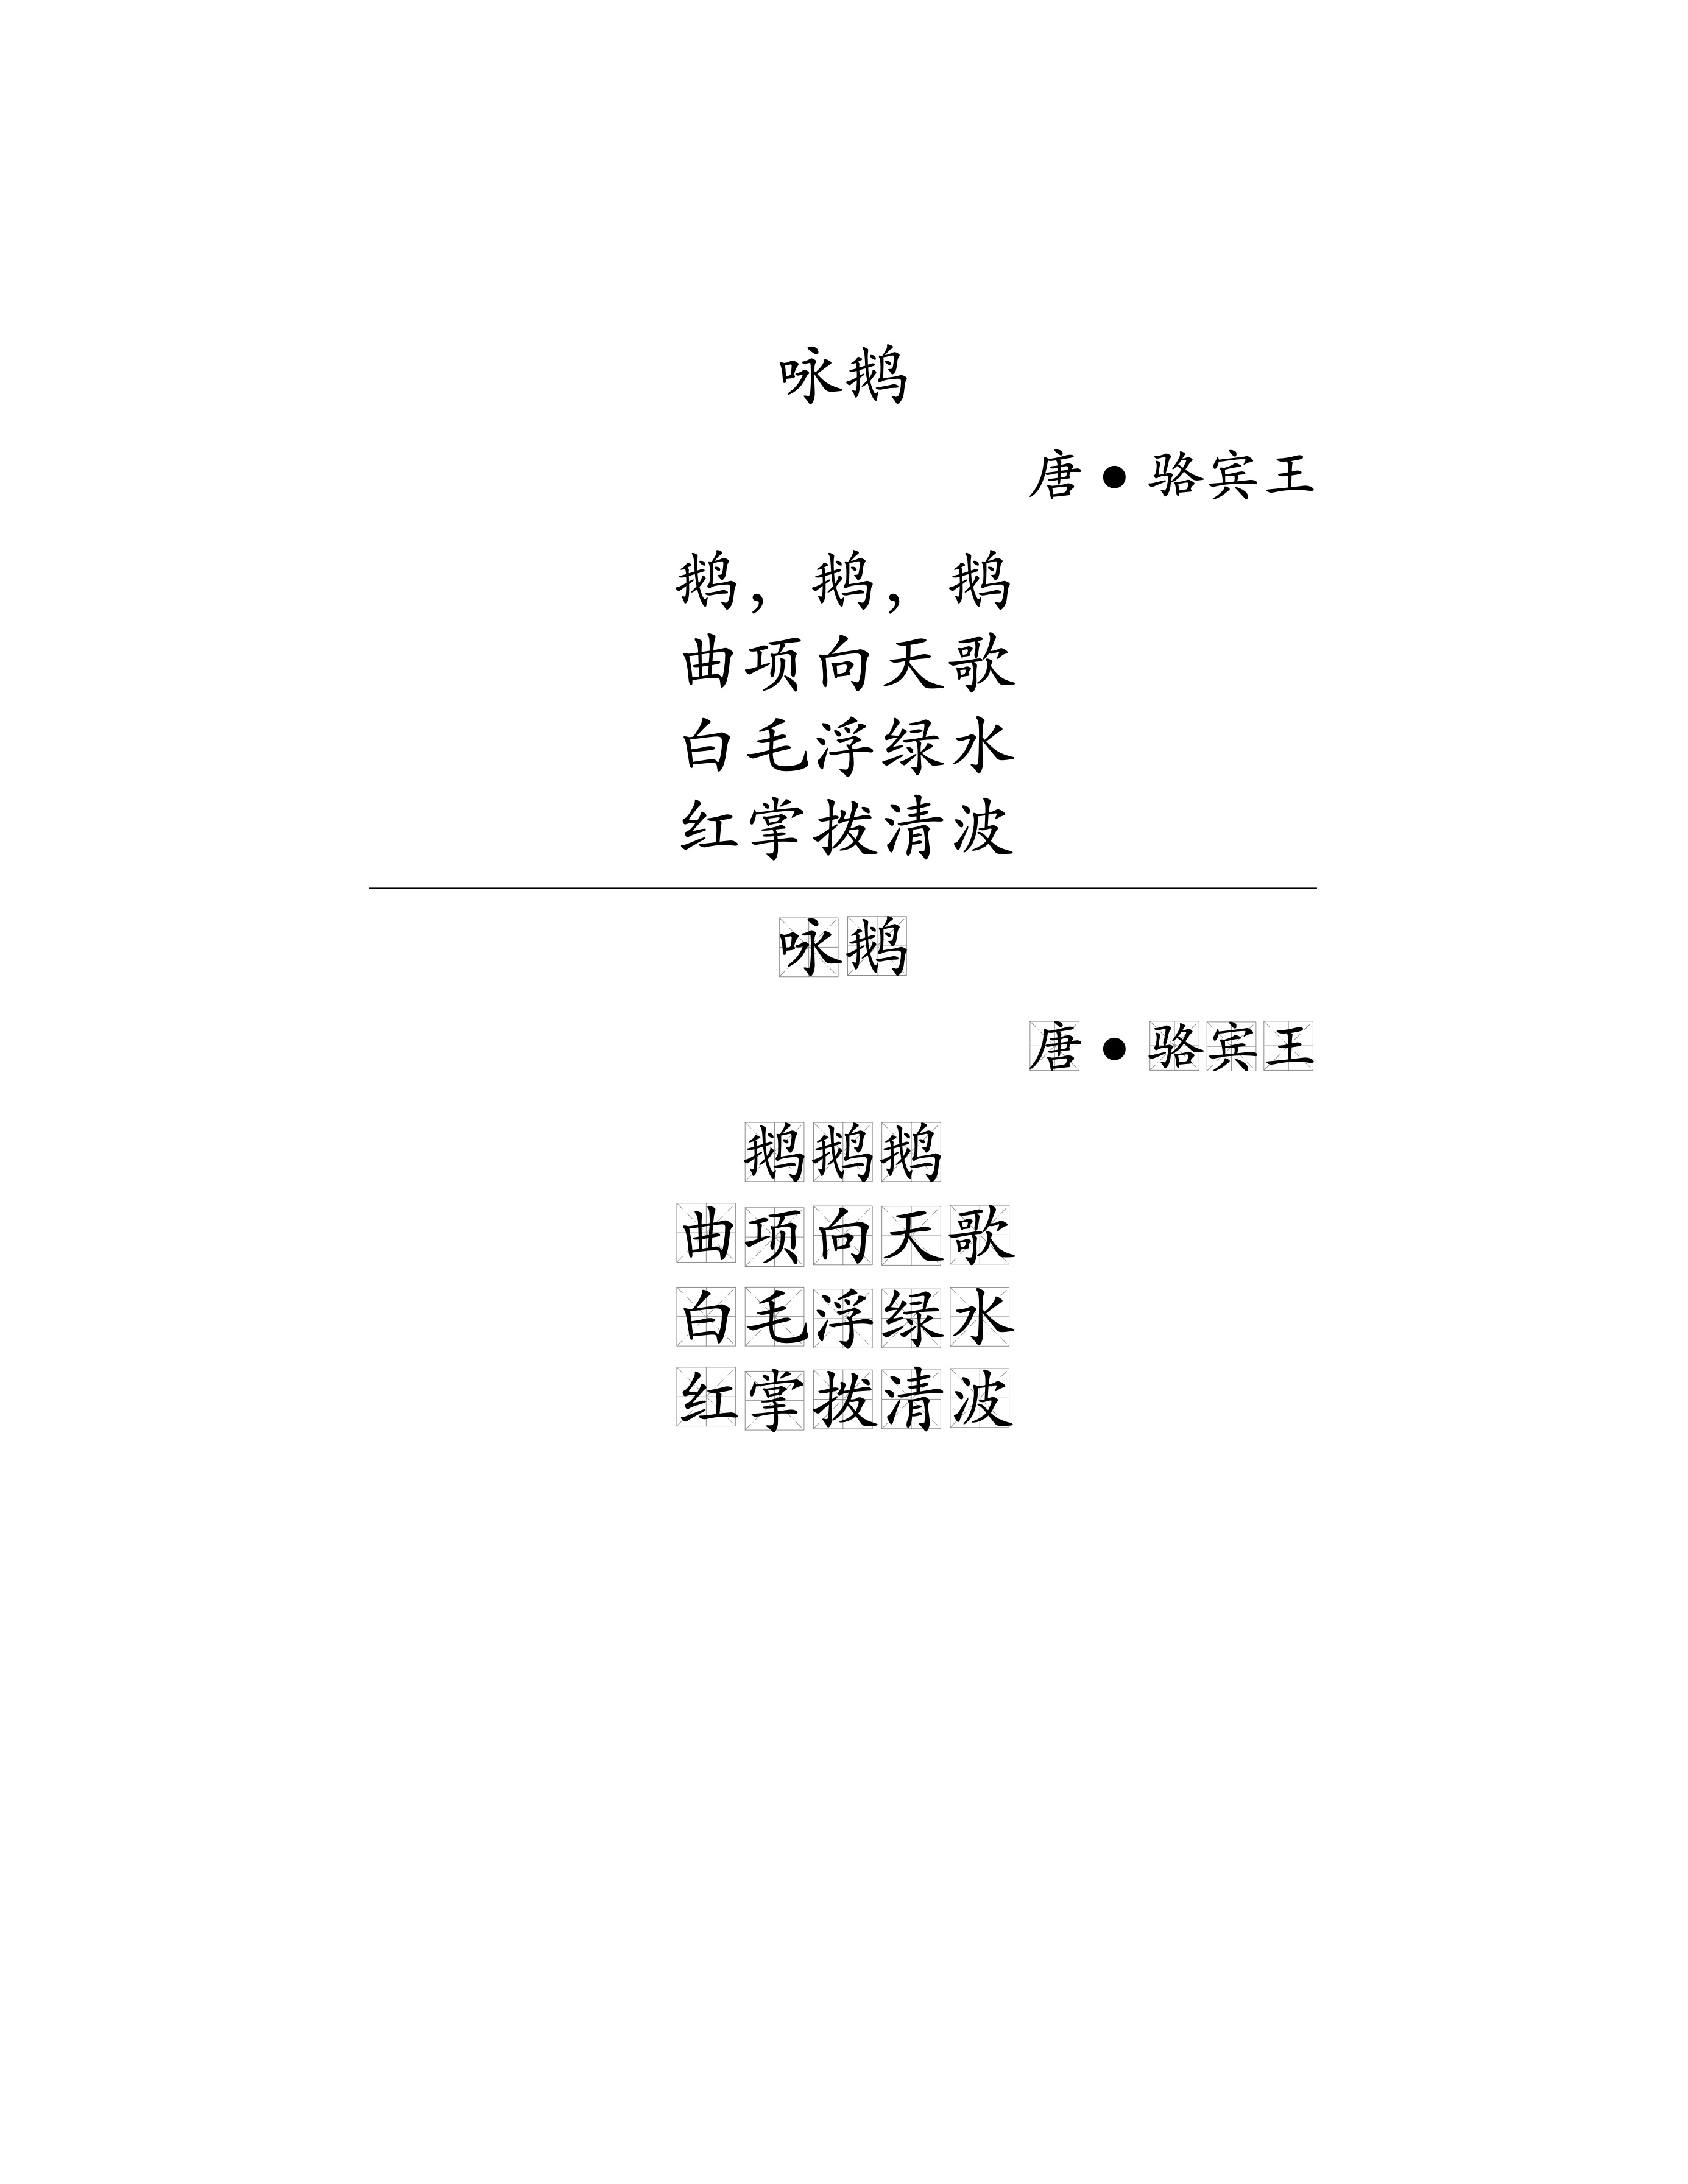 咏鹅
唐•骆宾王
鹅，鹅，鹅
曲项向天歌
白毛浮绿水
红掌拨清波
咏鹅
唐•骆宾王
鹅鹅鹅
曲项向天歌
白毛浮绿水
红掌拨清波